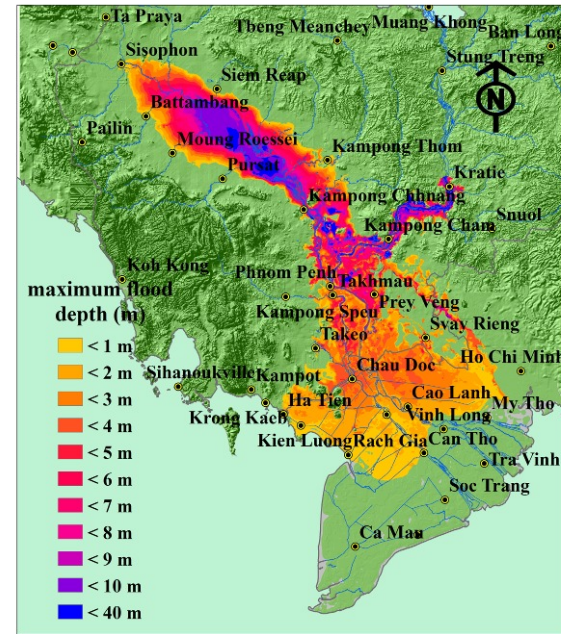 Ta Praya
Tbeng Meanchey
Muang Khong
Ban Long
Sisophon
Siem Reap
Stung Treng
N
Battambang
Pailin
Moung Roessei
Kampong Thom
Pursat
Kratie
Kampong Chhnang
Snuol
Kampong Cham
Koh Kong
Phnom Penh
Takhmau
maximum flood
depth (m)
Kampong Speu
Prey Veng
Takeo
Svay Rieng
Ho Chi Minh
Chau Doc
Sihanoukville
Kampot
Cao Lanh
My Tho
Krong Kaeb
Ha Tien
Vinh Long
Kien Luong
Rach Gia
Can Tho
Tra Vinh
Soc Trang
Ca Mau
< 1 m
< 2 m
< 3 m
< 4 m
< 5 m
< 6 m
< 7 m
< 8 m
< 9 m
< 10 m
< 40 m